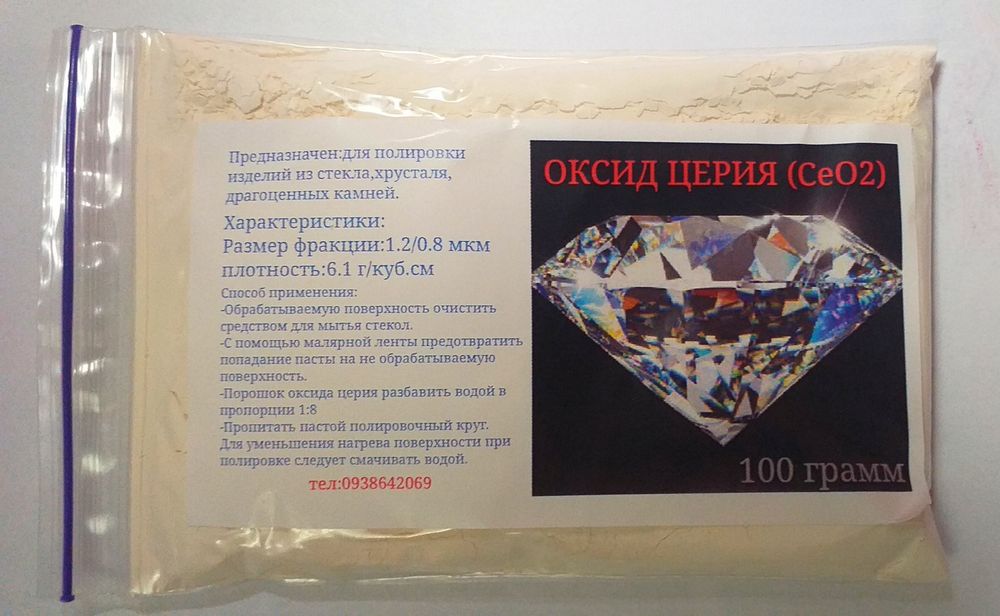 Предназначен:для полировки
изделий из стекла,хрусталя,
драгоценных камней.
Характеристики:
Размер фракции:1.2/0.8 мкм
плотность:6.1 г/куб.см
Способ применения:
-Обрабатываемую поверхность очистить
средством для мытья стекол.
-С помощью малярной ленты предотвратить
попадание пасты на не обрабатываемую
поверхность.
-Порошок оксида церия разбавить водой в
пропорции 1:8
-Пропитать пастой полировочный круг.
Для уменьшения нагрева поверхности при
полировке следует смачивать водой.
тел:0938642069
ОКСИД ЦЕРИЯ (CeO2)
100 грамм